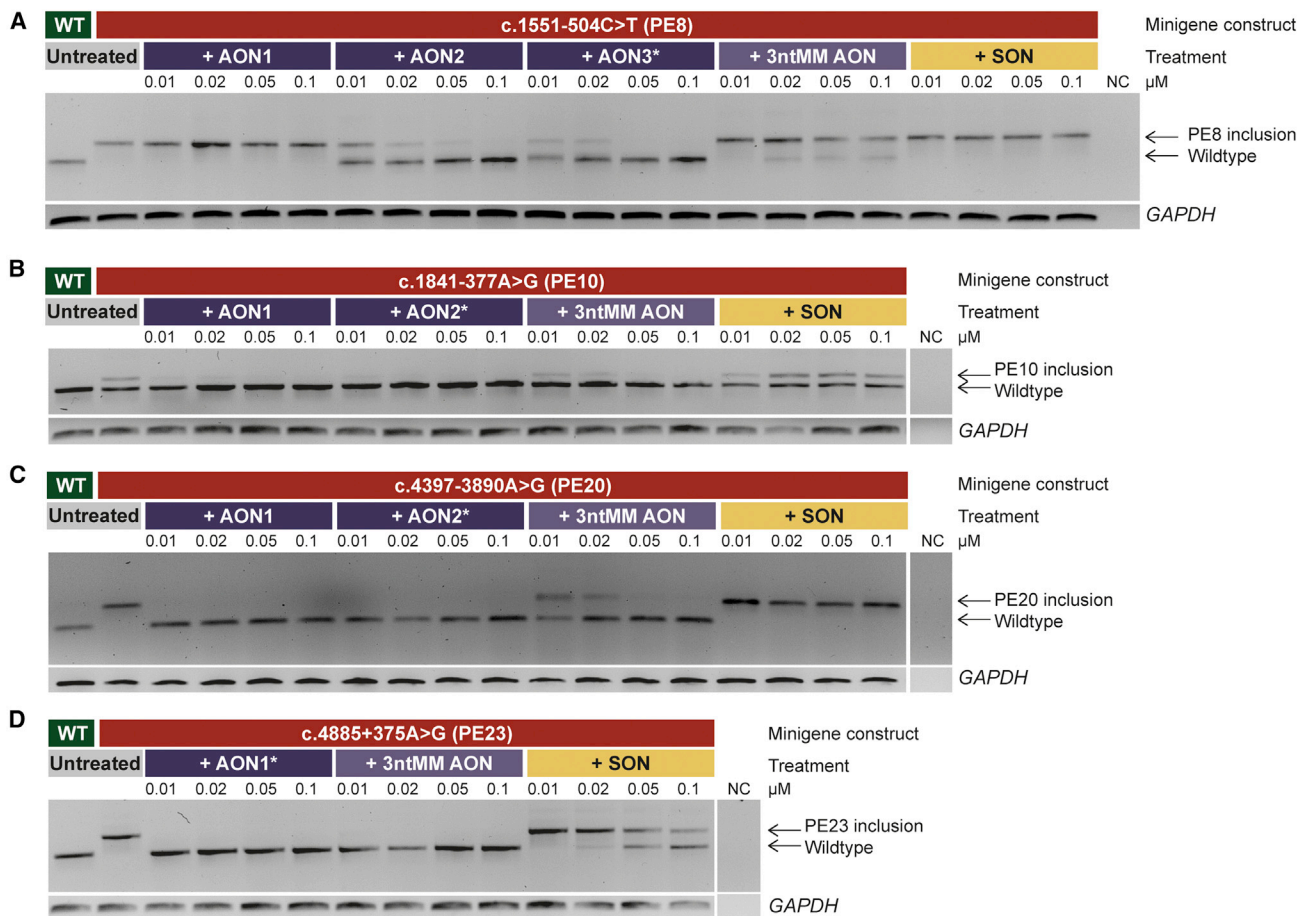 A
WT c.1551-504C>T (PE8) Minigene construct
Untreated + AON1 + AON2 + AON3* + 3ntMM AON + SON Treatment
0.01 0.02 0.05 0.1 0.01 0.02 0.05 0.1 0.01 0.02 0.05 0.1 0.01 0.02 0.05 0.1 0.01 0.02 0.05 0.1 NC µM
PE8 inclusion
Wildtype
GAPDH
B
WT c.1841-377A>G (PE10) Minigene construct
Untreated + AON1 + AON2* + 3ntMM AON + SON Treatment
0.01 0.02 0.05 0.1 0.01 0.02 0.05 0.1 0.01 0.02 0.05 0.1 0.01 0.02 0.05 0.1 NC µM
PE10 inclusion
Wildtype
GAPDH
C
WT c.4397-3890A>G (PE20) Minigene construct
Untreated + AON1 + AON2* + 3ntMM AON + SON Treatment
0.01 0.02 0.05 0.1 0.01 0.02 0.05 0.1 0.01 0.02 0.05 0.1 0.01 0.02 0.05 0.1 NC µM
PE20 inclusion
Wildtype
GAPDH
D
WT c.4885+375A>G (PE23) Minigene construct
Untreated + AON1* + 3ntMM AON + SON Treatment
0.01 0.02 0.05 0.1 0.01 0.02 0.05 0.1 0.01 0.02 0.05 0.1 NC µM
PE23 inclusion
Wildtype
GAPDH